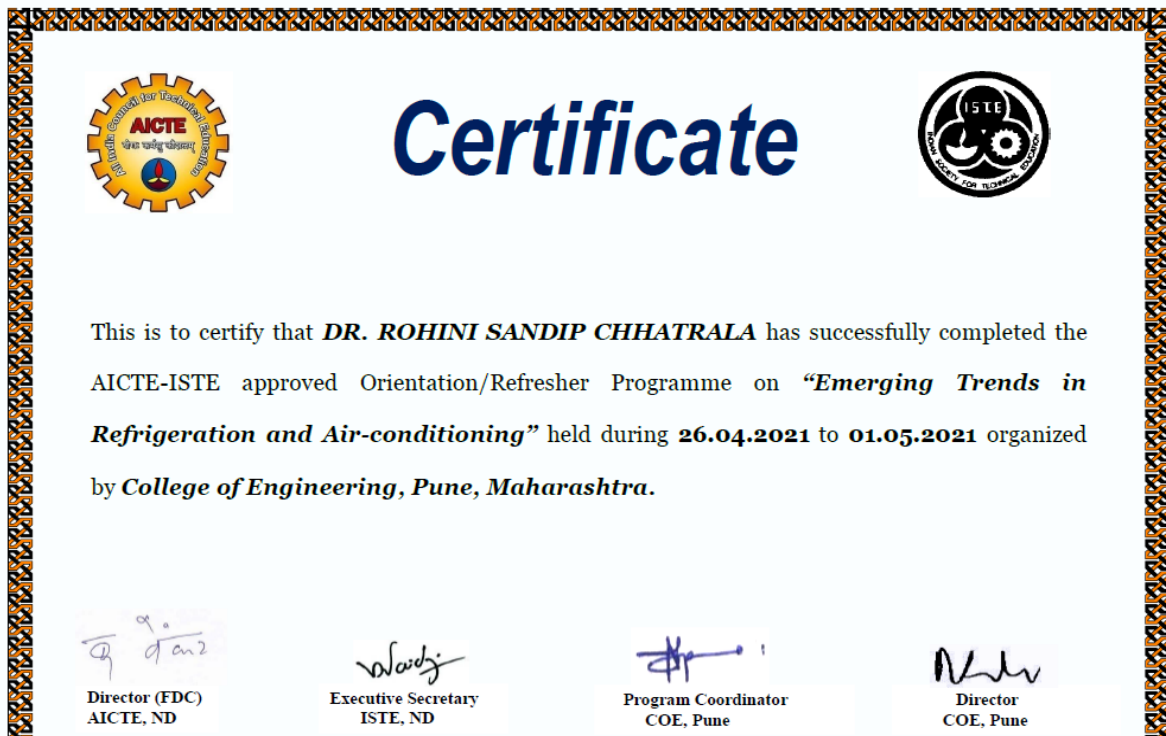 All India Council for Technical Education
AICTE
योगः कर्मसु कौशलम्
Certificate
ISTE
INDIAN SOCIETY FOR TECHNICAL EDUCATION
This is to certify that DR. ROHINI SANDIP CHHATRALA has successfully completed the
AICTE-ISTE approved Orientation/Refresher Programme on “Emerging Trends in
Refrigeration and Air-conditioning” held during 26.04.2021 to 01.05.2021 organized
by College of Engineering, Pune, Maharashtra.
Director (FDC)
AICTE, ND
Executive Secretary
ISTE, ND
Program Coordinator
COE, Pune
Director
COE, Pune